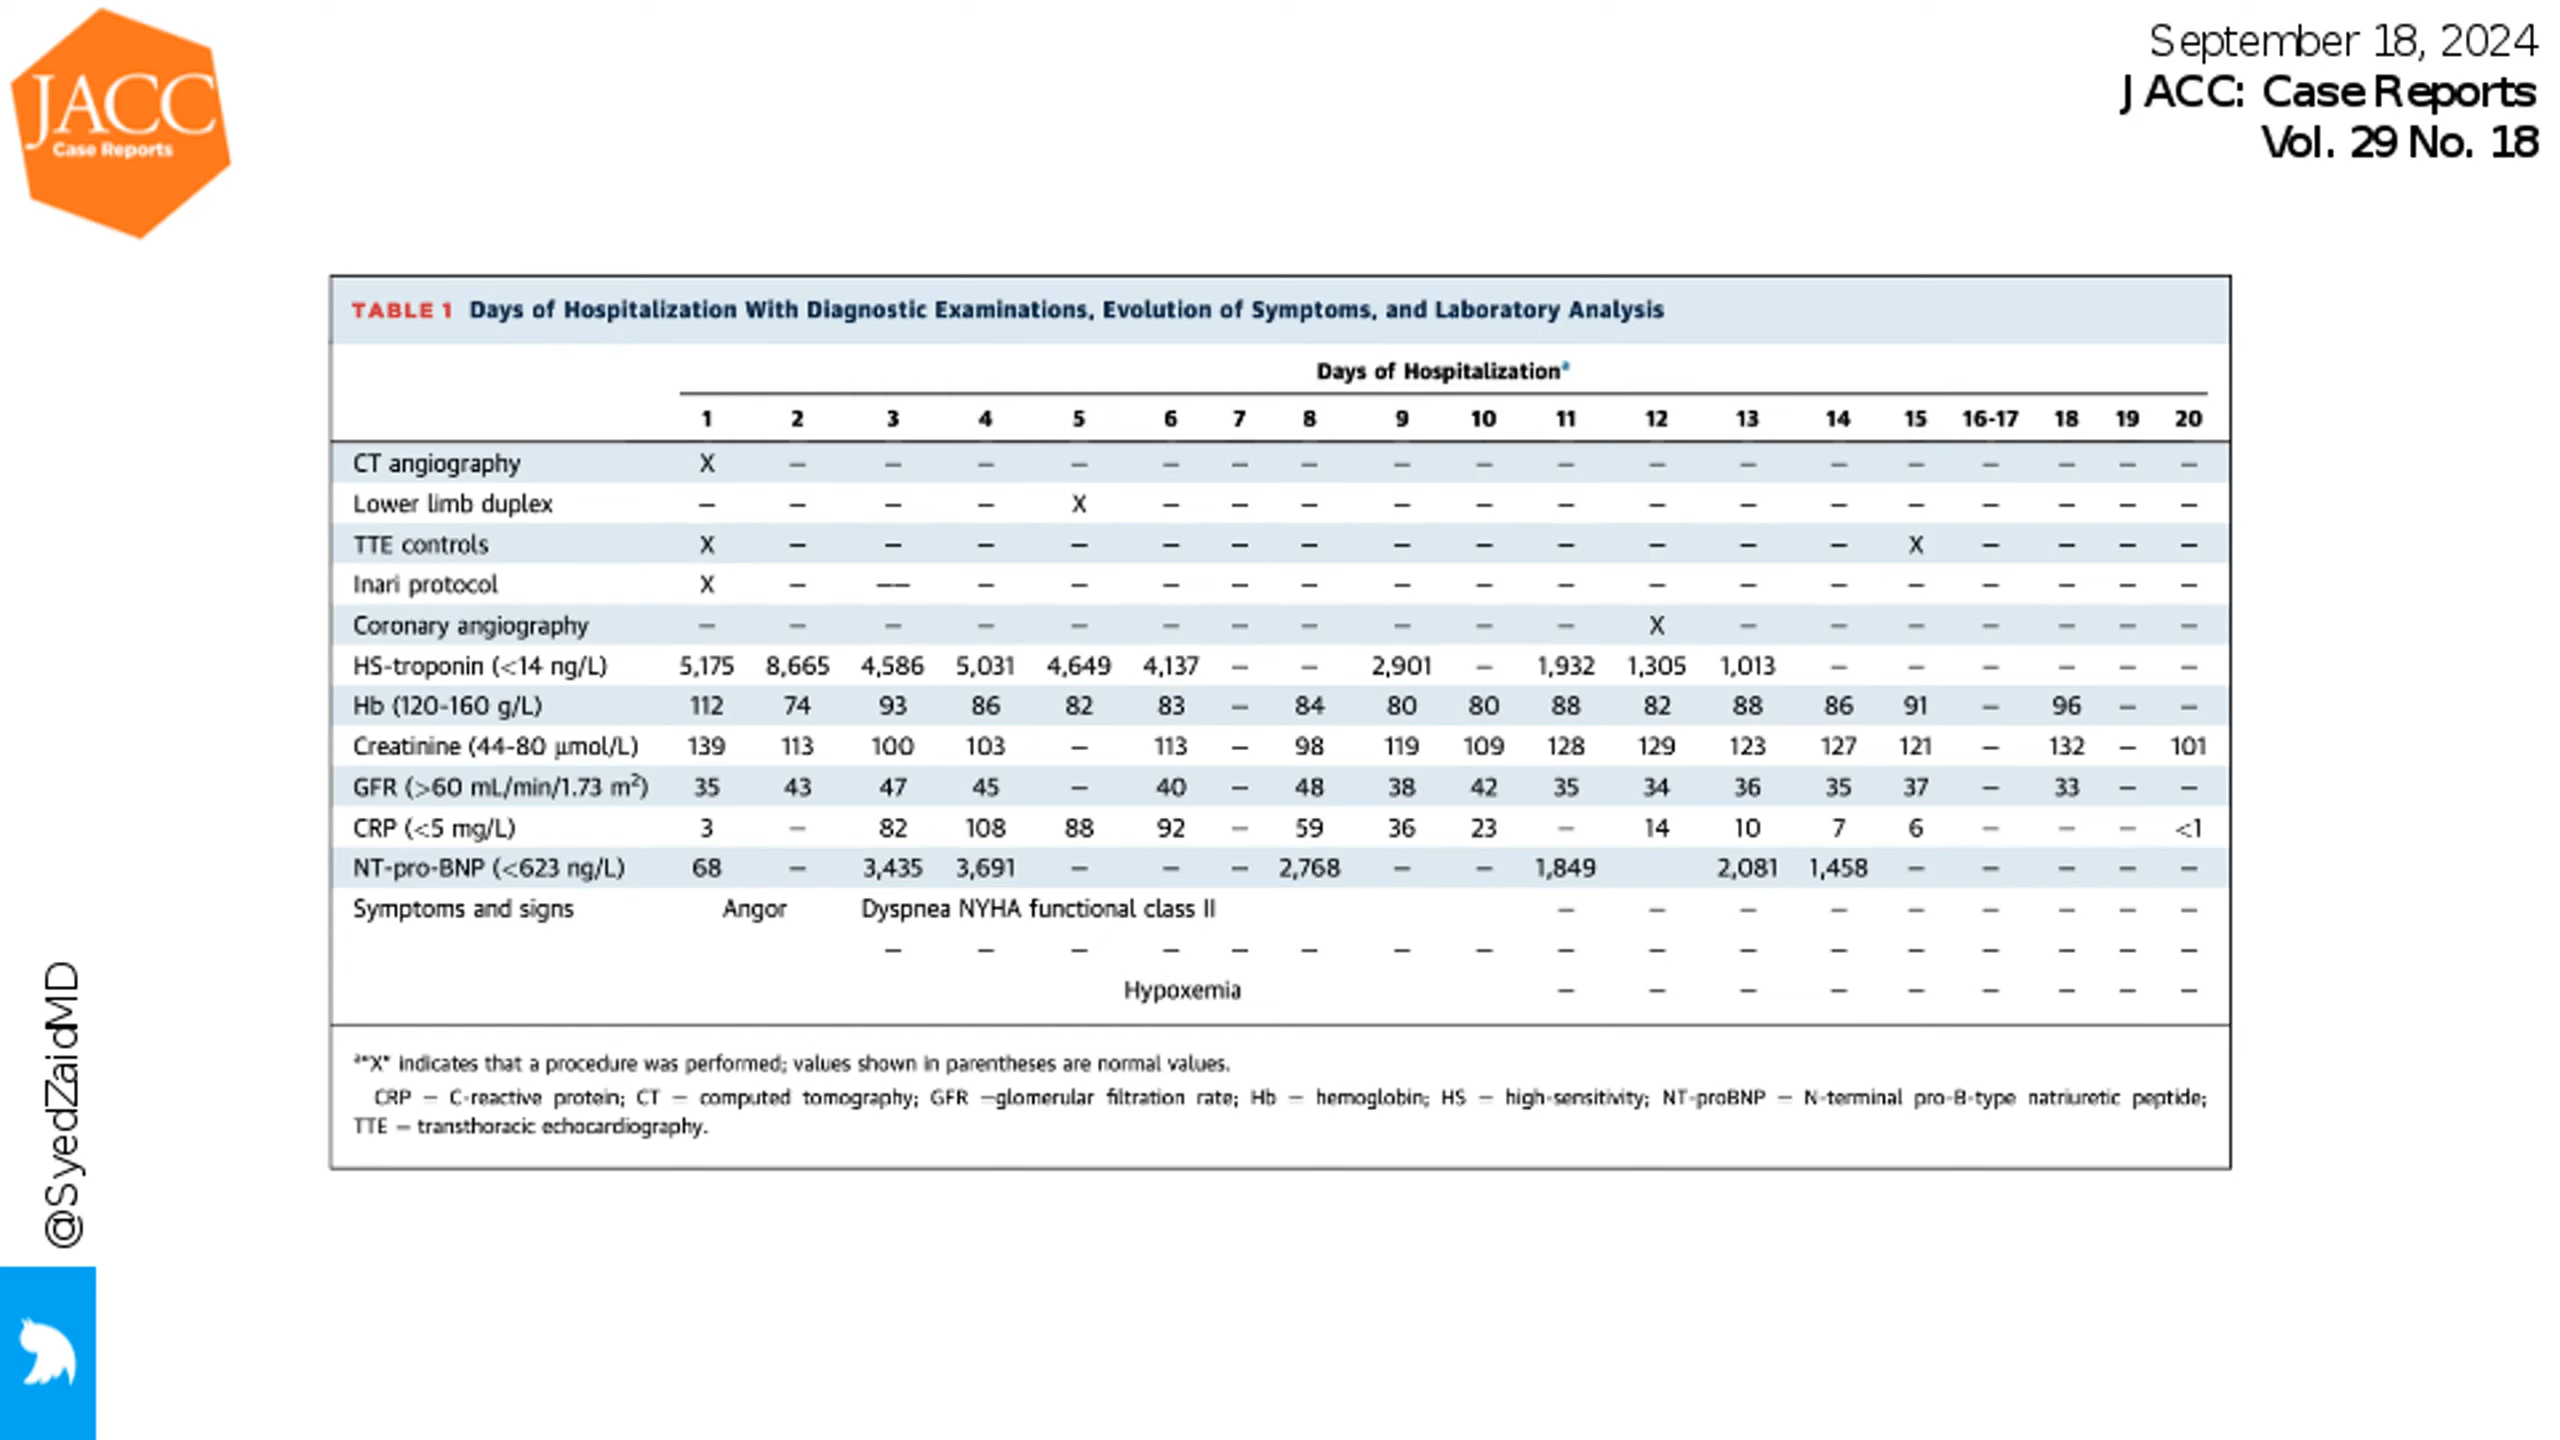 JACC
Case Reports
September 18, 2024
JACC: Case Reports
Vol. 29 No. 18
TABLE 1 Days of Hospitalization With Diagnostic Examinations, Evolution of Symptoms, and Laboratory Analysis
Days of Hospitalizationᵃ
1 2 3 4 5 6 7 8 9 10 11 12 13 14 15 16-17 18 19 20
CT angiography X – – – – – – – – – – – – – – – – – –
Lower limb duplex – – – – X – – – – – – – – – – – – – –
TTE controls X – – – – – – – – – – – – – X – – – –
Inari protocol X – –– – – – – – – – – – – – – – – – –
Coronary angiography – – – – – – – – – – – X – – – – – – –
HS-troponin (<14 ng/L) 5,175 8,665 4,586 5,031 4,649 4,137 – – 2,901 – 1,932 1,305 1,013 – – – – – –
Hb (120-160 g/L) 112 74 93 86 82 83 – 84 80 80 88 82 88 86 91 – 96 – –
Creatinine (44-80 μmol/L) 139 113 100 103 – 113 – 98 119 109 128 129 123 127 121 – 132 – 101
GFR (>60 mL/min/1.73 m²) 35 43 47 45 – 40 – 48 38 42 35 34 36 35 37 – 33 – –
CRP (<5 mg/L) 3 – 82 108 88 92 – 59 36 23 – 14 10 7 6 – – – <1
NT-pro-BNP (<623 ng/L) 68 – 3,435 3,691 – – – 2,768 – – 1,849 2,081 1,458 – – – – –
Symptoms and signs Angor Dyspnea NYHA functional class II – – – – – – – – –
– – – – – – – – – – – – – – – – –
Hypoxemia – – – – – – – – –
ᵃ"X" indicates that a procedure was performed; values shown in parentheses are normal values.
CRP = C-reactive protein; CT = computed tomography; GFR =glomerular filtration rate; Hb = hemoglobin; HS = high-sensitivity; NT-proBNP = N-terminal pro-B-type natriuretic peptide;
TTE = transthoracic echocardiography.
@SyedZaidMD